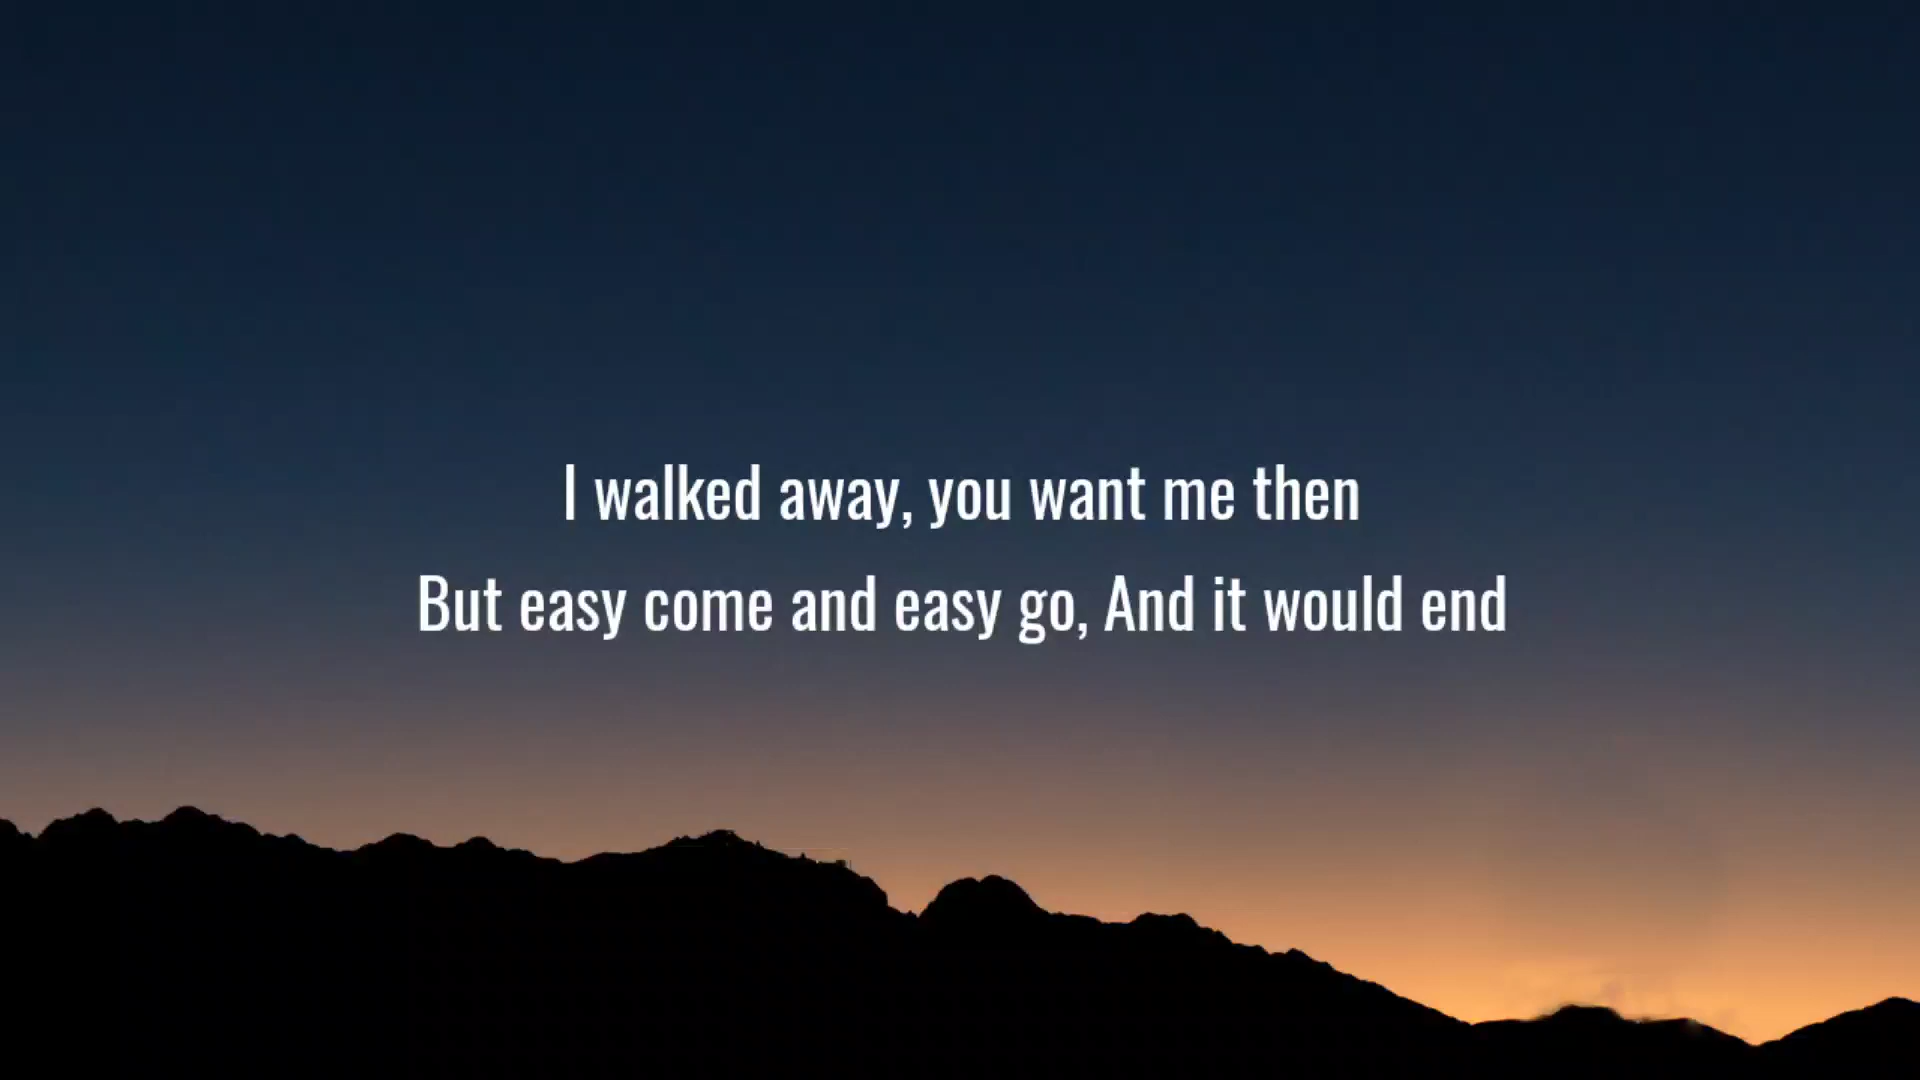 I walked away, you want me then
But easy come and easy go, And it would end